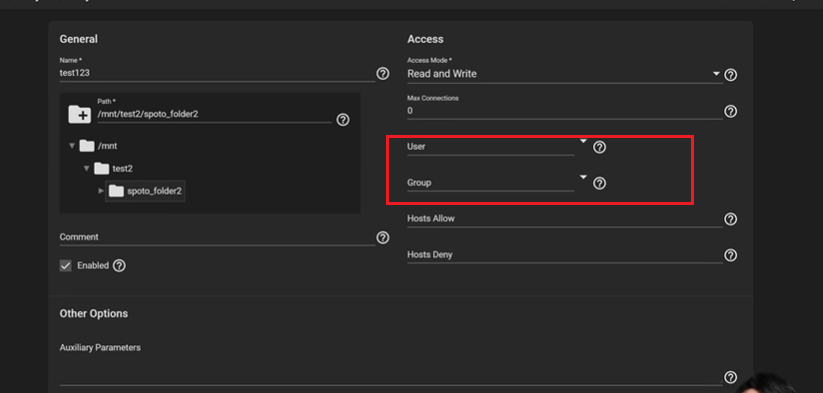 General
Name *
test123
Path *
/mnt/test2/spoto_folder2
/mnt
test2
spoto_folder2
Comment
Enabled
Access
Access Mode *
Read and Write
Max Connections
0
User
Group
Hosts Allow
Hosts Deny
Other Options
Auxiliary Parameters